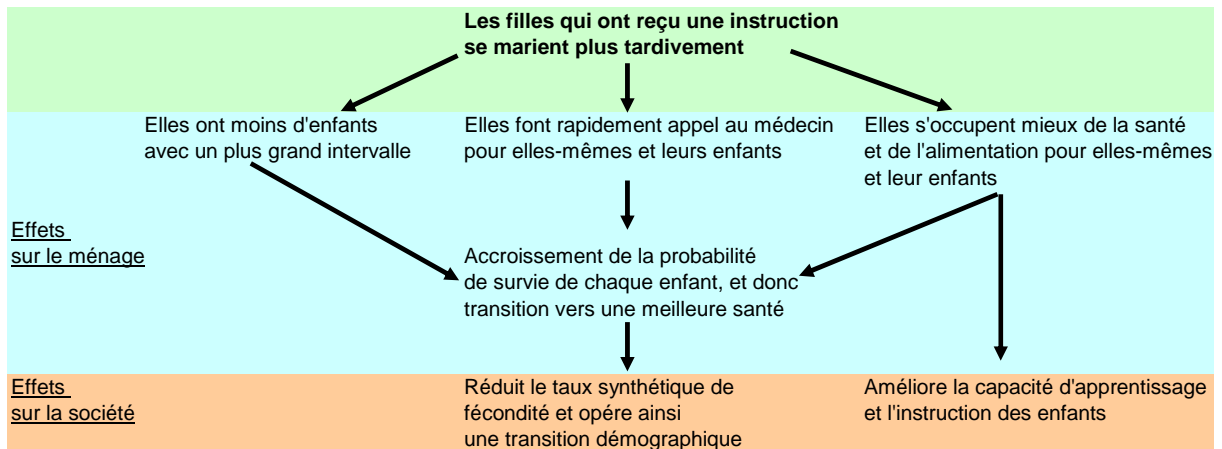 Les filles qui ont reçu une instruction
se marient plus tardivement
Elles ont moins d'enfants
avec un plus grand intervalle
Elles font rapidement appel au médecin
pour elles-mêmes et leurs enfants
Elles s'occupent mieux de la santé
et de l'alimentation pour elles-mêmes
et leur enfants
Effets
sur le ménage
Accroissement de la probabilité
de survie de chaque enfant, et donc
transition vers une meilleure santé
Effets
sur la société
Réduit le taux synthétique de
fécondité et opére ainsi
une transition démographique
Améliore la capacité d'apprentissage
et l'instruction des enfants